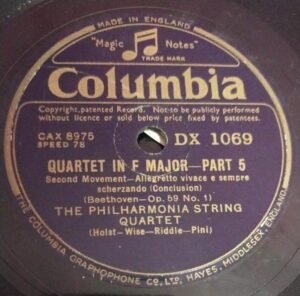 MADE IN ENGLAND
"Magic Notes"
TRADE MARK
Columbia
Copyright, patented Record. Not to be publicly performed
without licence or sold below price fixed by patentees.
CAX 8975
SPEED 78
DX 1069
QUARTET IN F MAJOR—PART 5
Second Movement—Allegretto vivace e sempre
scherzando (Conclusion)
(Beethoven—Op. 59 No. 1)
THE PHILHARMONIA STRING
QUARTET
(Holst—Wise—Riddle—Pini)
THE COLUMBIA GRAPHOPHONE CO. LTD. HAYES, MIDDLESEX, ENGLAND.